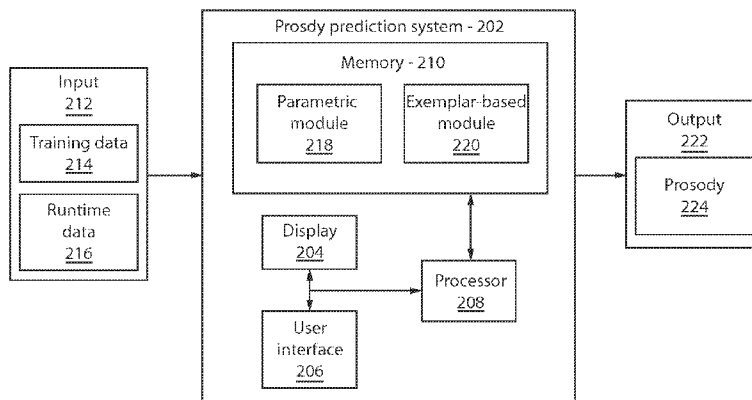 Prosdy prediction system - 202
Memory - 210
Input
212
Training data
214
Runtime data
216
Parametric
module
218
Exemplar-based
module
220
Display
204
User
interface
206
Processor
208
Output
222
Prosody
224